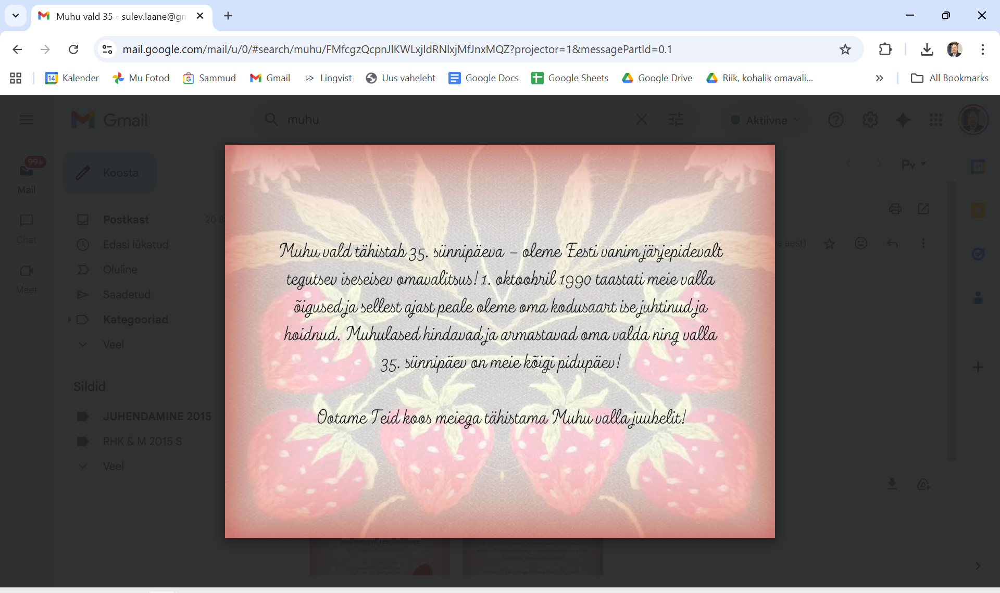 Muhu vald 35 - sulev.laane@gm
mail.google.com/mail/u/0/#search/muhu/FMfcgzQcpnJlKWLxjldRNlxjMfJnxMQZ?projector=1&messagePartId=0.1
14 Kalender Mu Fotod Sammud Gmail Lingvist Uus vaheleht Google Docs Google Sheets Google Drive Riik, kohalik omavali... All Bookmarks
Gmail muhu Aktiivne
99+
Mail
Chat
Meet
Koosta
Postkast 20 8
Edasi lükatud
Oluline
Saadetud
Kategooriad
Veel
Sildid
JUHENDAMINE 2015
RHK & M 2015 S
Veel
31
eest)
Muhu vald tähistab 35. sünnipäeva – oleme Eesti vanim järjepidevalt
tegutsev iseseisev omavalitsus! 1. oktoobril 1990 taastati meie valla
õigused ja sellest ajast peale oleme oma kodusaart ise juhtinud ja
hoidnud. Muhulased hindavad ja armastavad oma valda ning valla
35. sünnipäev on meie kõigi pidupäev!
Ootame Teid koos meiega tähistama Muhu valla juubelit!